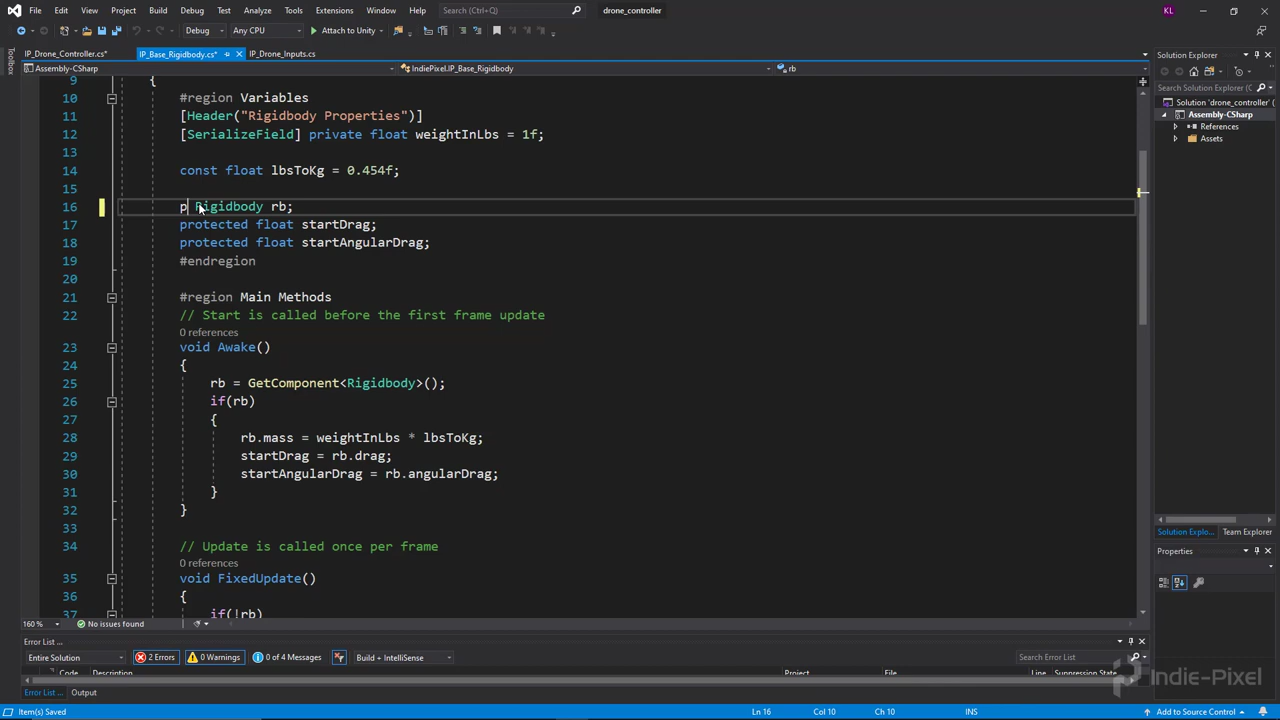 File Edit View Project Build Debug Test Analyze Tools Extensions Window Help Search (Ctrl+Q) drone_controller KL
Debug Any CPU Attach to Unity
Toolbox
IP_Drone_Controller.cs* IP_Base_Rigidbody.cs* IP_Drone_Inputs.cs
Assembly-CSharp IndiePixel.IP_Base_Rigidbody rb
9 {
10 #region Variables
11 [Header("Rigidbody Properties")]
12 [SerializeField] private float weightInLbs = 1f;
13
14 const float lbsToKg = 0.454f;
15
16 p Rigidbody rb;
17 protected float startDrag;
18 protected float startAngularDrag;
19 #endregion
20
21 #region Main Methods
22 // Start is called before the first frame update
0 references
23 void Awake()
24 {
25 rb = GetComponent<Rigidbody>();
26 if(rb)
27 {
28 rb.mass = weightInLbs * lbsToKg;
29 startDrag = rb.drag;
30 startAngularDrag = rb.angularDrag;
31 }
32 }
33
34 // Update is called once per frame
0 references
35 void FixedUpdate()
36 {
37 if(!rb)
160 % No issues found
Error List ...
Entire Solution 2 Errors 0 Warnings 0 of 4 Messages Build + IntelliSense Search Error List
Code Description Project File Line Suppression State
Error List ... Output
Item(s) Saved Ln 16 Col 10 Ch 10 INS Add to Source Control
Solution Explorer
Search Solution Explorer
Solution 'drone_controller' (
Assembly-CSharp
References
Assets
Solution Explo... Team Explorer
Properties
Indie-Pixel